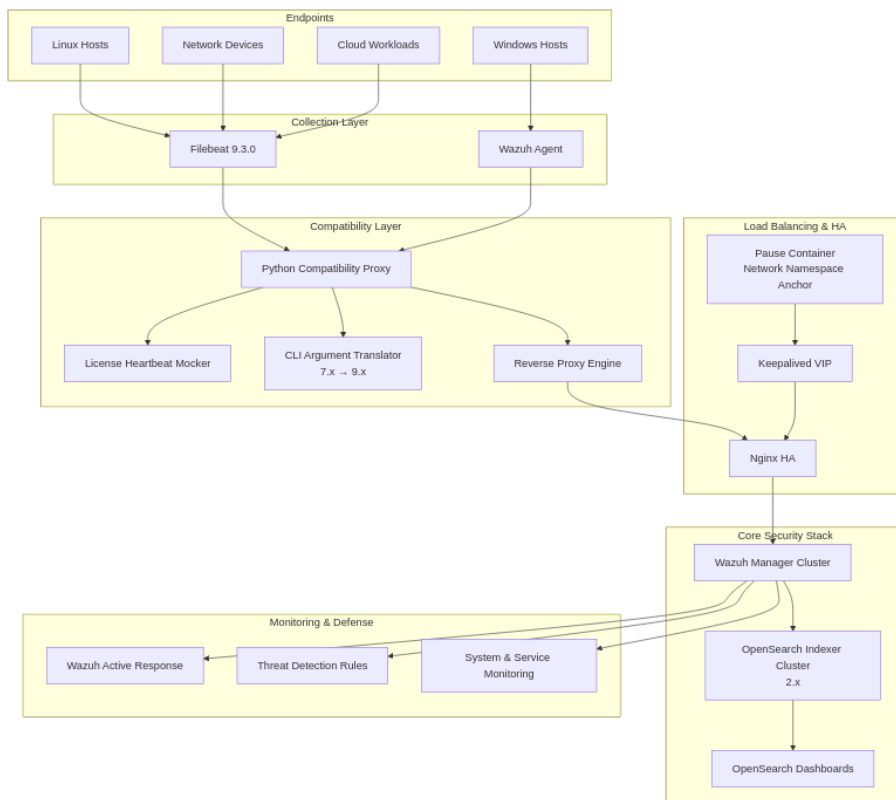 Endpoints
Linux Hosts
Network Devices
Cloud Workloads
Windows Hosts
Collection Layer
Filebeat 9.3.0
Wazuh Agent
Compatibility Layer
Python Compatibility Proxy
License Heartbeat Mocker
CLI Argument Translator
7.x → 9.x
Reverse Proxy Engine
Load Balancing & HA
Pause Container
Network Namespace
Anchor
Keepalived VIP
Nginx HA
Core Security Stack
Wazuh Manager Cluster
Monitoring & Defense
Wazuh Active Response
Threat Detection Rules
System & Service
Monitoring
OpenSearch Indexer
Cluster
2.x
OpenSearch Dashboards